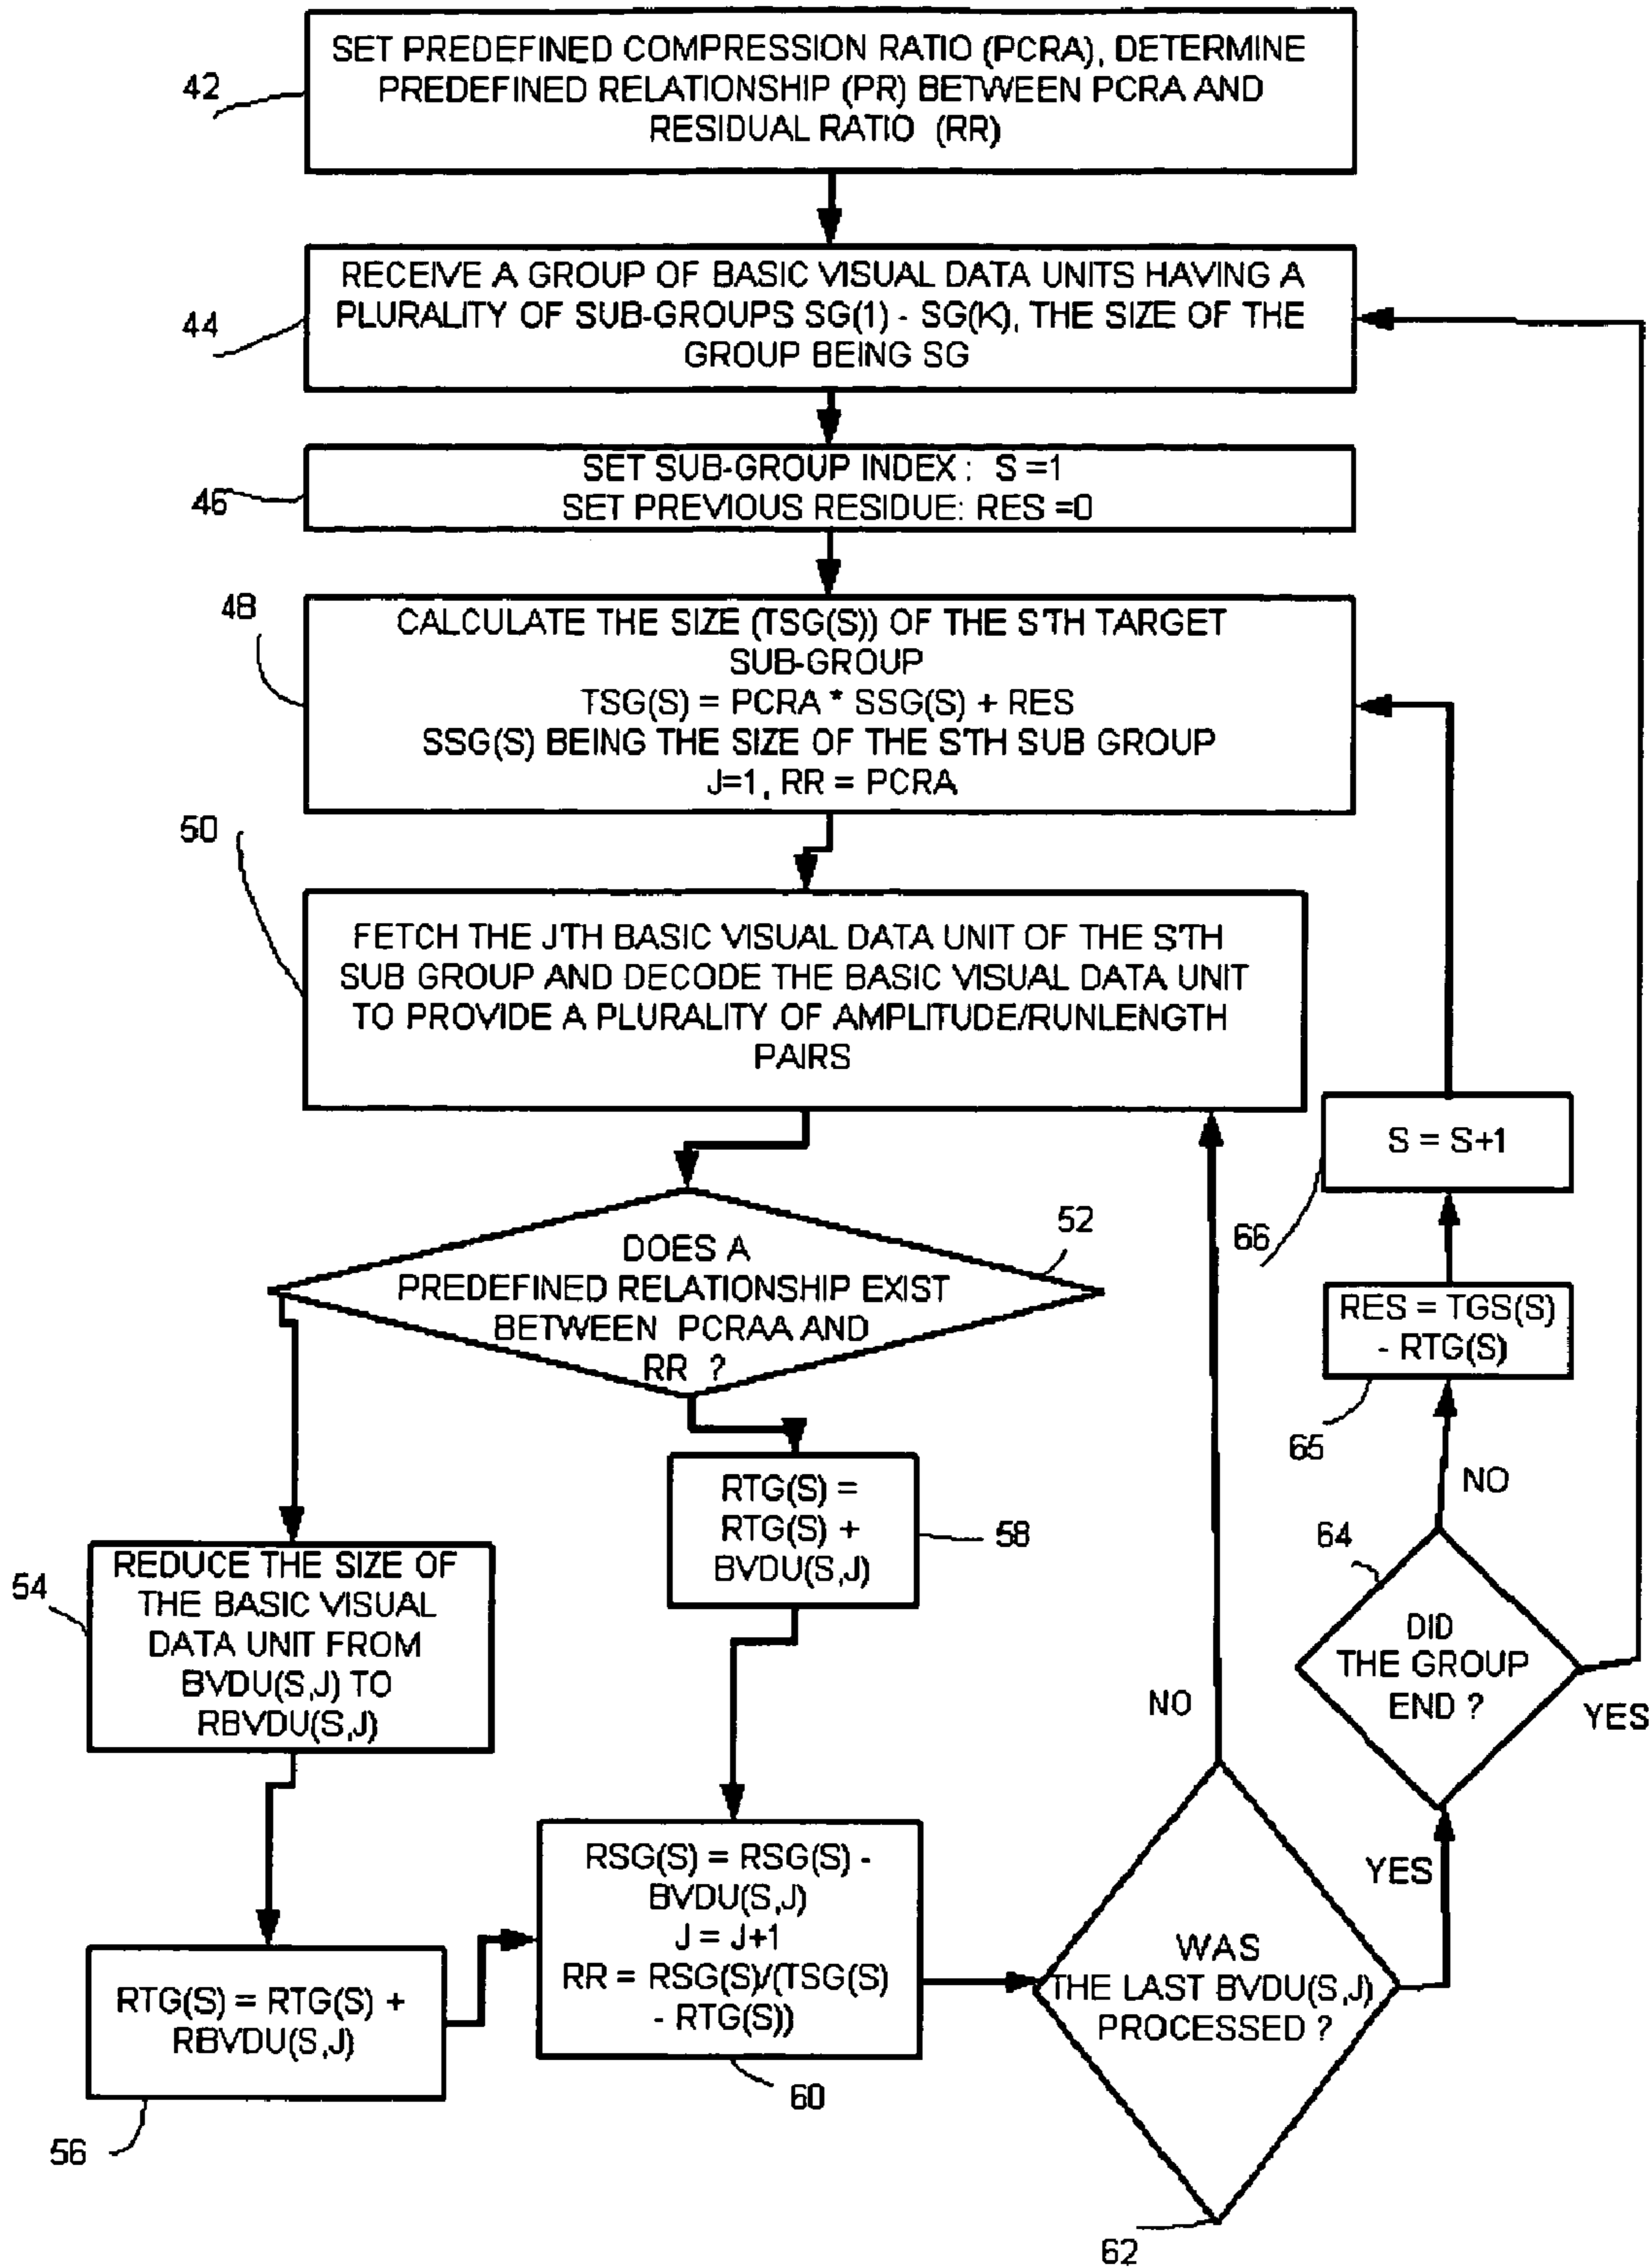 42
SET PREDEFINED COMPRESSION RATIO (PCRA), DETERMINE
PREDEFINED RELATIONSHIP (PR) BETWEEN PCRA AND
RESIDUAL RATIO (RR)
44
RECEIVE A GROUP OF BASIC VISUAL DATA UNITS HAVING A
PLURALITY OF SUB-GROUPS SG(1) - SG(K), THE SIZE OF THE
GROUP BEING SG
46
SET SUB-GROUP INDEX : S =1
SET PREVIOUS RESIDUE: RES =0
48
CALCULATE THE SIZE (TSG(S)) OF THE S'TH TARGET
SUB-GROUP
TSG(S) = PCRA * SSG(S) + RES
SSG(S) BEING THE SIZE OF THE S'TH SUB GROUP
J=1, RR = PCRA
50
FETCH THE J'TH BASIC VISUAL DATA UNIT OF THE S'TH
SUB GROUP AND DECODE THE BASIC VISUAL DATA UNIT
TO PROVIDE A PLURALITY OF AMPLITUDE/RUNLENGTH
PAIRS
52
DOES A
PREDEFINED RELATIONSHIP EXIST
BETWEEN PCRAA AND
RR ?
54
REDUCE THE SIZE OF
THE BASIC VISUAL
DATA UNIT FROM
BVDU(S,J) TO
RBVDU(S,J)
56
RTG(S) = RTG(S) +
RBVDU(S,J)
58
RTG(S) =
RTG(S) +
BVDU(S,J)
60
RSG(S) = RSG(S) -
BVDU(S,J)
J = J+1
RR = RSG(S)/(TSG(S)
- RTG(S))
62
WAS
THE LAST BVDU(S,J)
PROCESSED ?
NO
YES
64
DID
THE GROUP
END ?
YES
NO
65
RES = TGS(S)
- RTG(S)
66
S = S+1